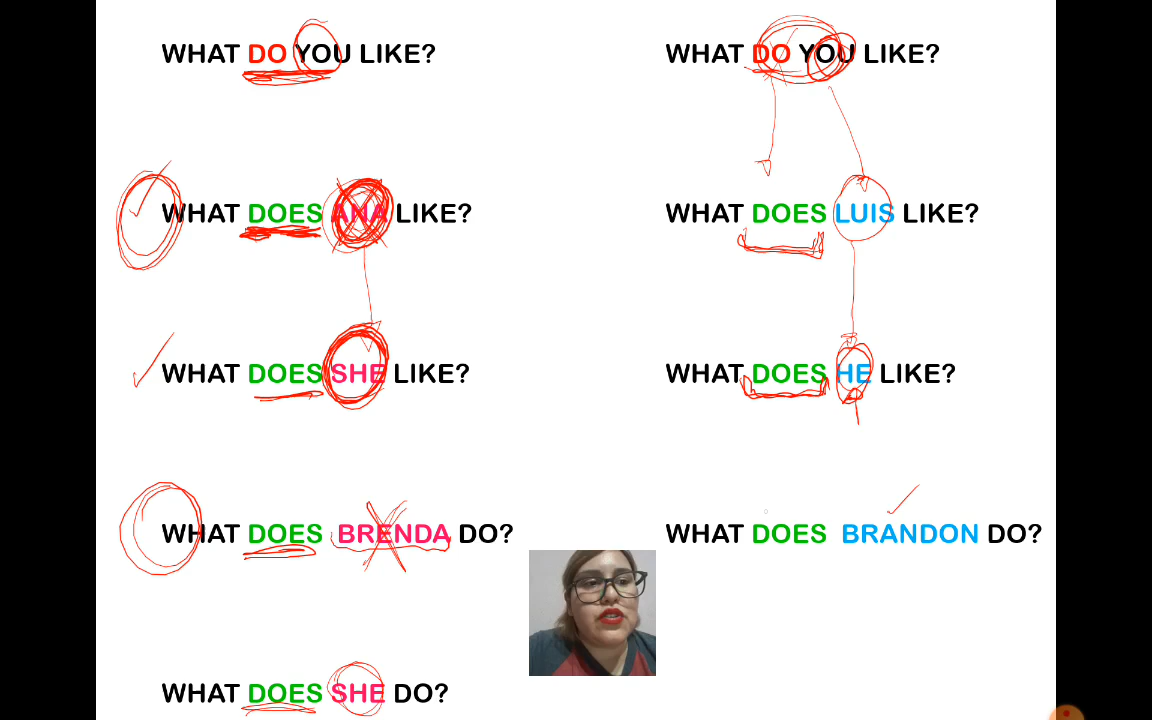 WHAT DO YOU LIKE?
WHAT DOES ANA LIKE?
WHAT DOES SHE LIKE?
WHAT DOES BRENDA DO?
WHAT DOES SHE DO?
WHAT DO YOU LIKE?
WHAT DOES LUIS LIKE?
WHAT DOES HE LIKE?
WHAT DOES BRANDON DO?